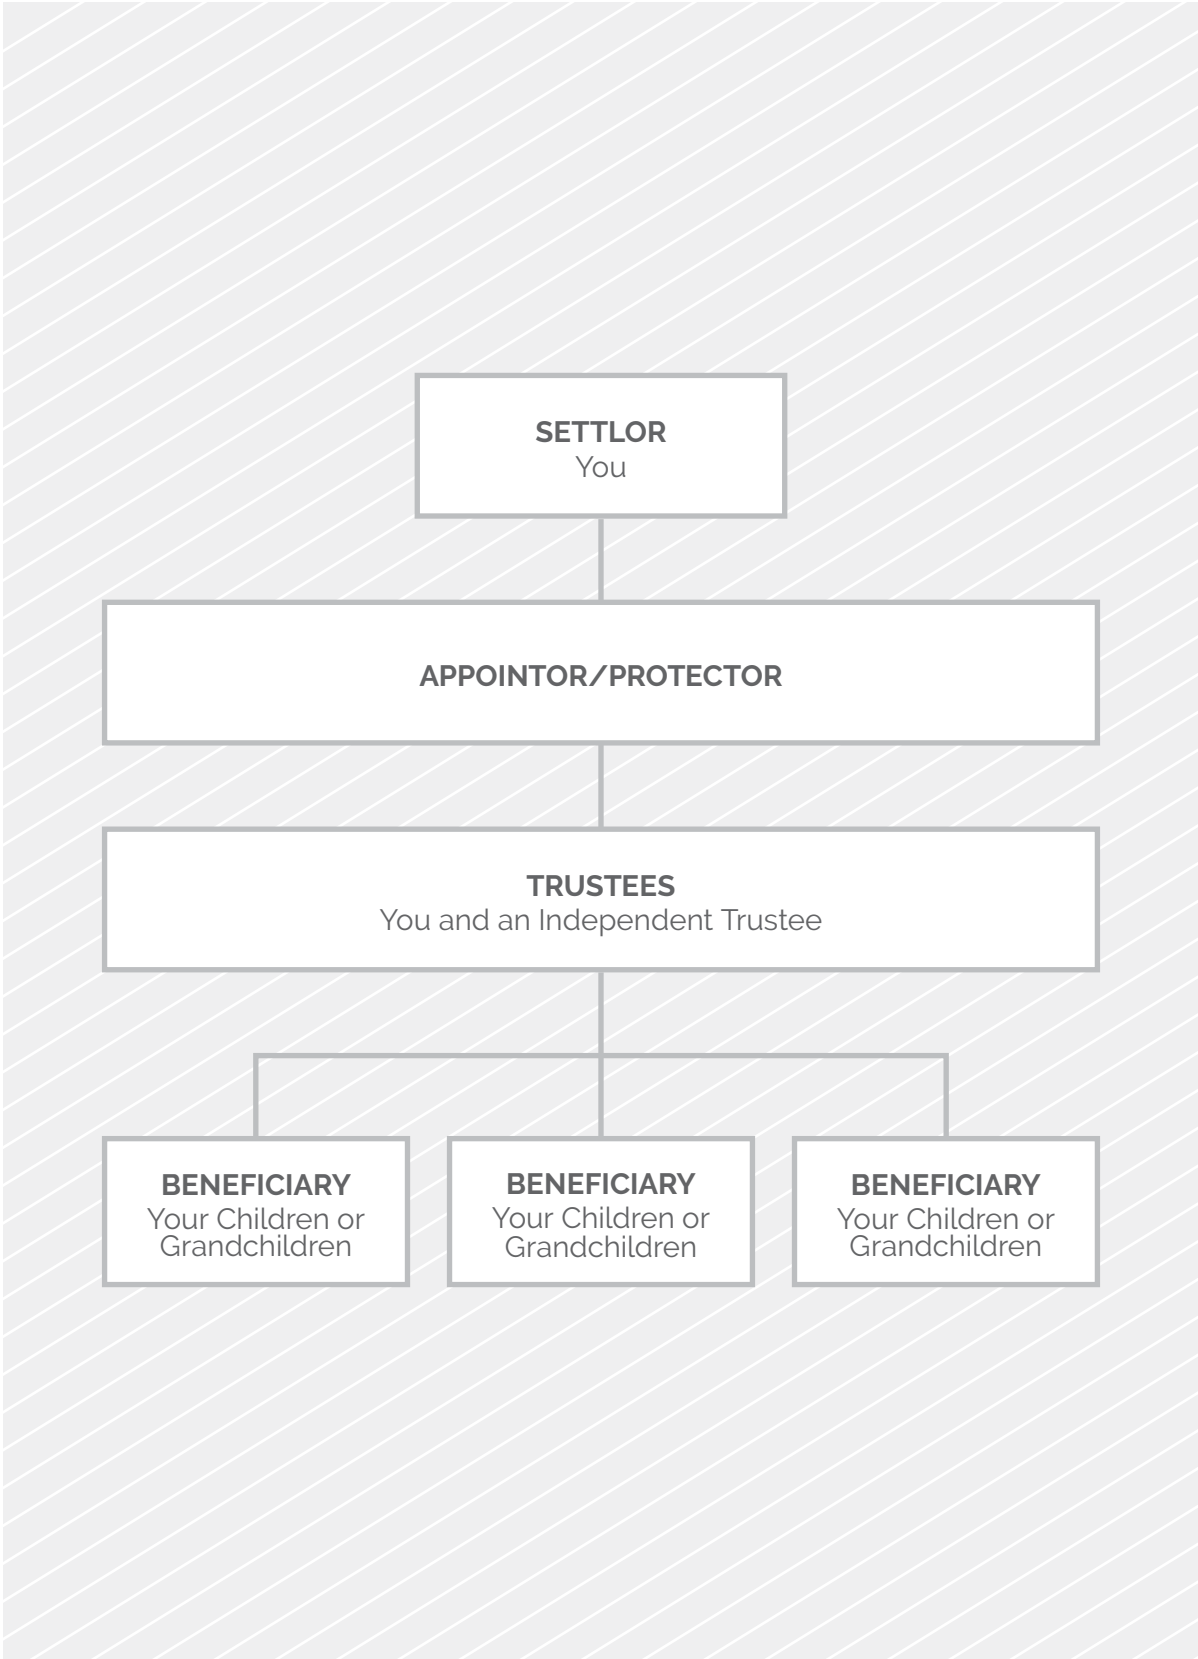 SETTLOR
You
APPOINTOR/PROTECTOR
TRUSTEES
You and an Independent Trustee
BENEFICIARY
Your Children or
Grandchildren
BENEFICIARY
Your Children or
Grandchildren
BENEFICIARY
Your Children or
Grandchildren